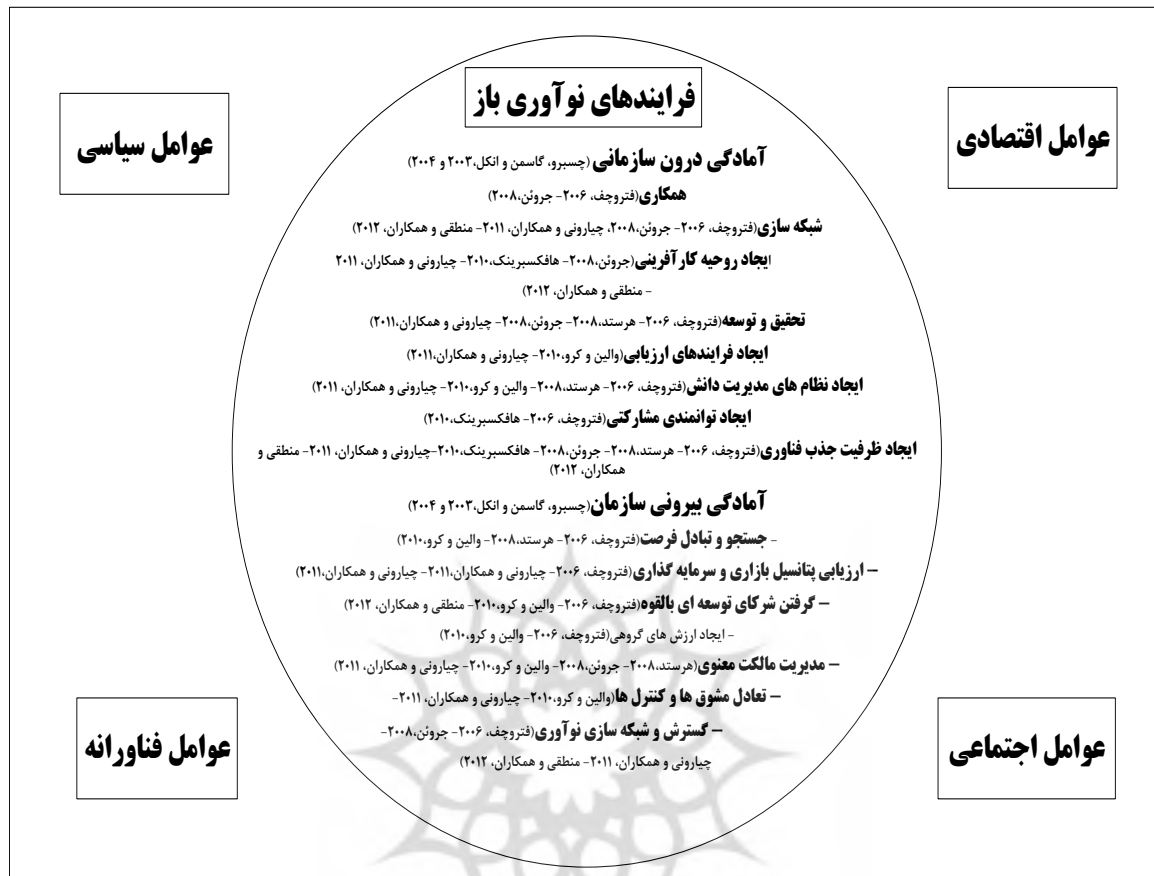 فرایندهای نوآوری باز
عوامل اقتصادی
عوامل سیاسی
آمادگی درون سازمانی(چسبرو، گاسمن و انکل،۲۰۰۳ و ۲۰۰۴)
همکاری(فتروچف، ۲۰۰۶- جروئن،۲۰۰۸)
شبکه سازی(فتروچف، ۲۰۰۶- جروئن،۲۰۰۸، چیارونی و همکاران، ۲۰۱۱- منطقی و همکاران، ۲۰۱۲)
ایجاد روحیه کارآفرینی(جروئن،۲۰۰۸- هافکسبرینک،۲۰۱۰- چیارونی و همکاران، ۲۰۱۱
- منطقی و همکاران، ۲۰۱۲)
تحقیق و توسعه(فتروچف، ۲۰۰۶- هرستد،۲۰۰۸- جروئن،۲۰۰۸- چیارونی و همکاران،۲۰۱۱)
ایجاد فرایندهای ارزیابی(والین و کرو،۲۰۱۰- چیارونی و همکاران،۲۰۱۱)
ایجاد نظام های مدیریت دانش(فتروچف، ۲۰۰۶- هرستد،۲۰۰۸- والین و کرو،۲۰۱۰- چیارونی و همکاران، ۲۰۱۱)
ایجاد توانمندی مشارکتی(فتروچف، ۲۰۰۶- هافکسبرینک،۲۰۱۰)
ایجاد ظرفیت جذب فناوری(فتروچف، ۲۰۰۶- هرستد،۲۰۰۸- جروئن،۲۰۰۸- هافکسبرینک،۲۰۱۰-چیارونی و همکاران، ۲۰۱۱- منطقی و
همکاران، ۲۰۱۲)
آمادگی بیرونی سازمان(چسبرو، گاسمن و انکل،۲۰۰۳ و ۲۰۰۴)
- جستجو و تبادل فرصت(فتروچف، ۲۰۰۶- هرستد،۲۰۰۸- والین و کرو،۲۰۱۰)
- ارزیابی پتانسیل بازاری و سرمایه گذاری(فتروچف، ۲۰۰۶- چیارونی و همکاران،۲۰۱۱- چیارونی و همکاران،۲۰۱۱)
- گرفتن شرکای توسعه ای بالقوه(فتروچف، ۲۰۰۶- والین و کرو،۲۰۱۰- منطقی و همکاران، ۲۰۱۲)
- ایجاد ارزش های گروهی(فتروچف، ۲۰۰۶- والین و کرو،۲۰۱۰)
- مدیریت مالکت معنوی(هرستد،۲۰۰۸- جروئن،۲۰۰۸- والین و کرو،۲۰۱۰- چیارونی و همکاران، ۲۰۱۱)
- تعادل مشوق ها و کنترل ها(والین و کرو،۲۰۱۰- چیارونی و همکاران، ۲۰۱۱-
- گسترش و شبکه سازی نوآوری(فتروچف، ۲۰۰۶- جروئن،۲۰۰۸-
چیارونی و همکاران، ۲۰۱۱- منطقی و همکاران، ۲۰۱۲)
عوامل اجتماعی
عوامل فناورانه